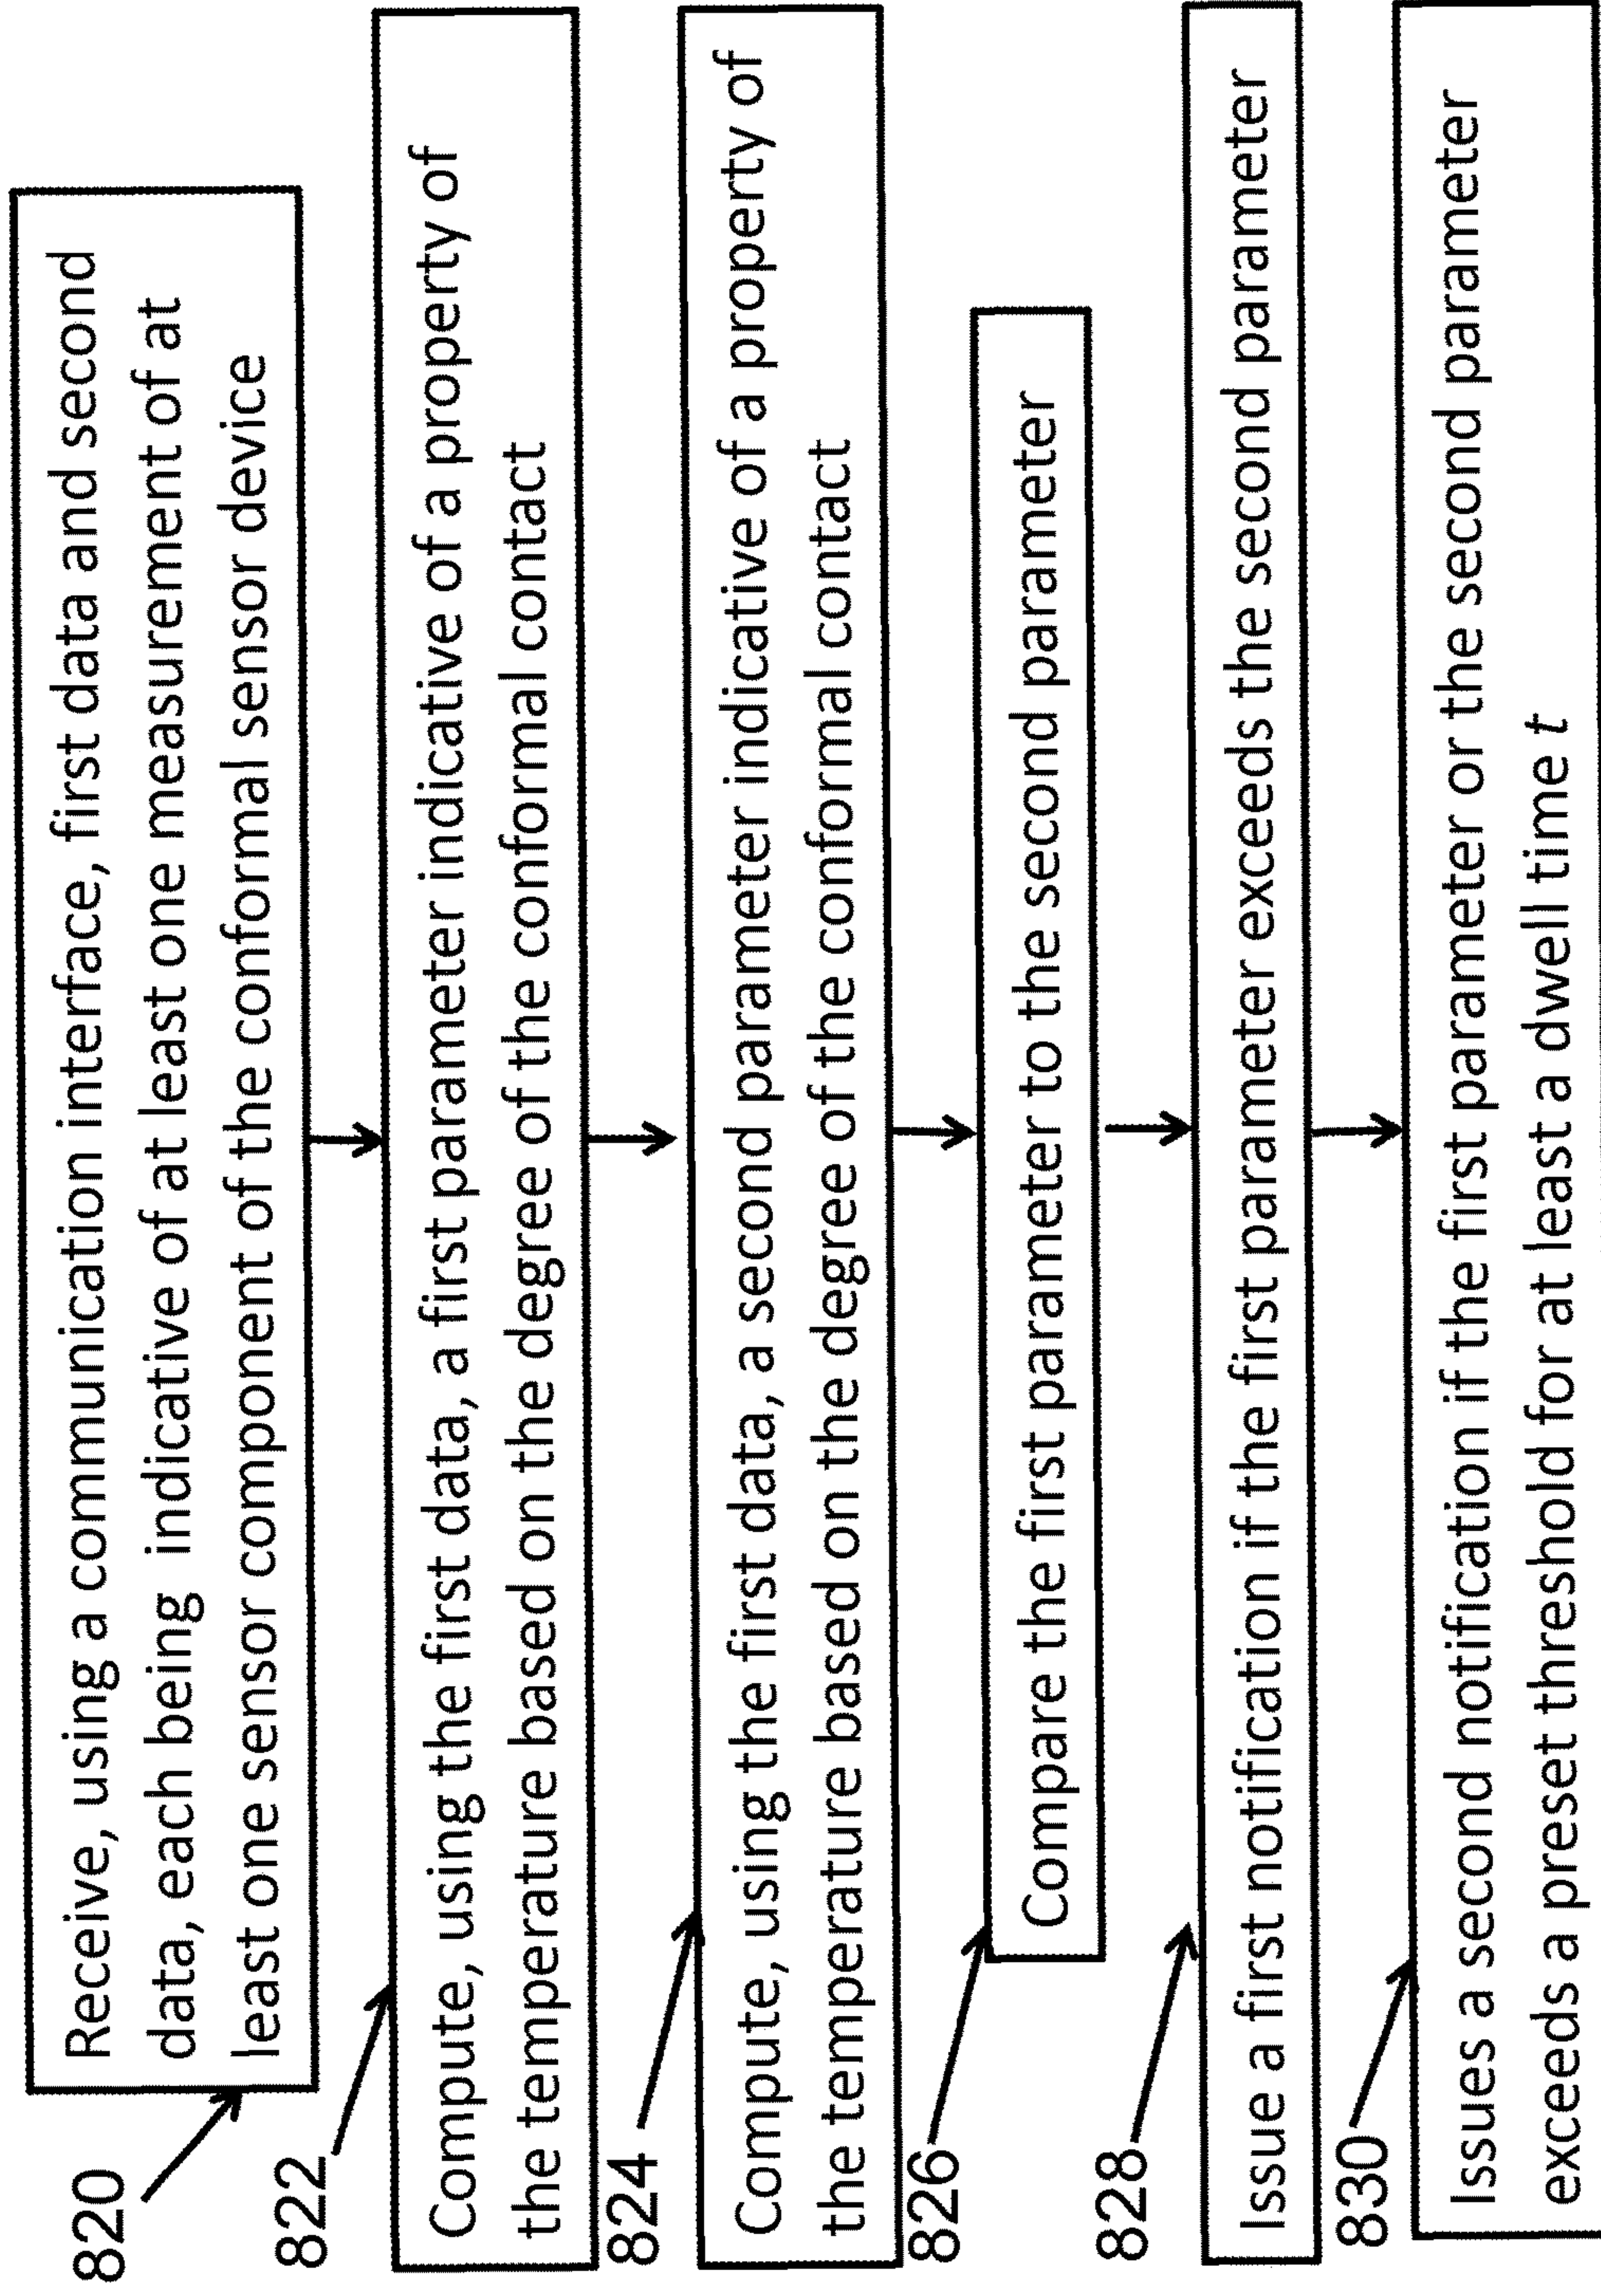 820
Receive, using a communication interface, first data and second
data, each being indicative of at least one measurement of at
least one sensor component of the conformal sensor device
822
Compute, using the first data, a first parameter indicative of a property of
the temperature based on the degree of the conformal contact
824
Compute, using the first data, a second parameter indicative of a property of
the temperature based on the degree of the conformal contact
826
Compare the first parameter to the second parameter
828
Issue a first notification if the first parameter exceeds the second parameter
830
Issues a second notification if the first parameter or the second parameter
exceeds a preset threshold for at least a dwell time t